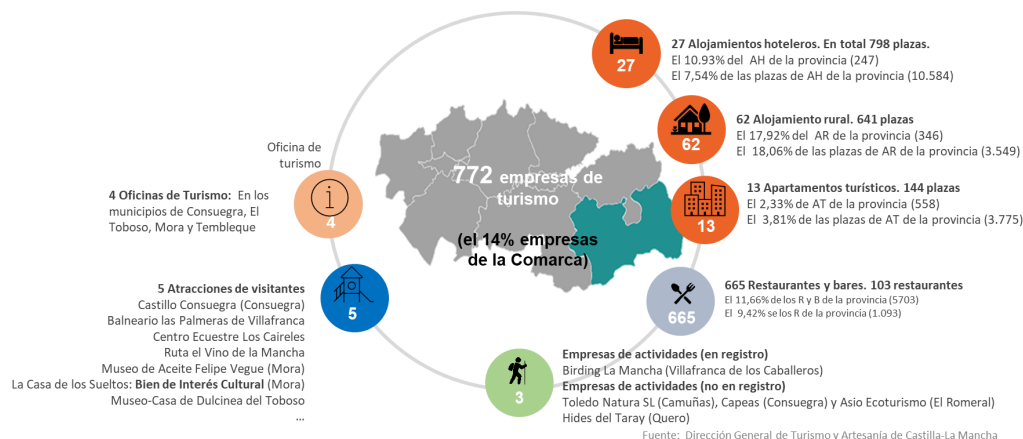 27 Alojamientos hoteleros. En total 798 plazas.
El 10.93% del AH de la provincia (247)
El 7,54% de las plazas de AH de la provincia (10.584)
27
62 Alojamiento rural. 641 plazas
El 17,92% del AR de la provincia (346)
El 18,06% de las plazas de AR de la provincia (3.549)
62
13 Apartamentos turísticos. 144 plazas
El 2,33% de AT de la provincia (558)
El 3,81% de las plazas de AT de la provincia (3.775)
13
772 empresas de
turismo
(el 14% empresas
de la Comarca)
Oficina de
turismo
4 Oficinas de Turismo: En los
municipios de Consuegra, El
Toboso, Mora y Tembleque
4
5 Atracciones de visitantes
Castillo Consuegra (Consuegra)
Balneario las Palmeras de Villafranca
Centro Ecuestre Los Caireles
Ruta el Vino de la Mancha
Museo de Aceite Felipe Vegue (Mora)
La Casa de los Sueltos: Bien de Interés Cultural (Mora)
Museo-Casa de Dulcinea del Toboso
...
5
665 Restaurantes y bares. 103 restaurantes
El 11,66% de los R y B de la provincia (5703)
El 9,42% se los R de la provincia (1.093)
665
Empresas de actividades (en registro)
Birding La Mancha (Villafranca de los Caballeros)
Empresas de actividades (no en registro)
Toledo Natura SL (Camuñas), Capeas (Consuegra) y Asio Ecoturismo (El Romeral)
Hides del Taray (Quero)
3
Fuente: Dirección General de Turismo y Artesanía de Castilla-La Mancha